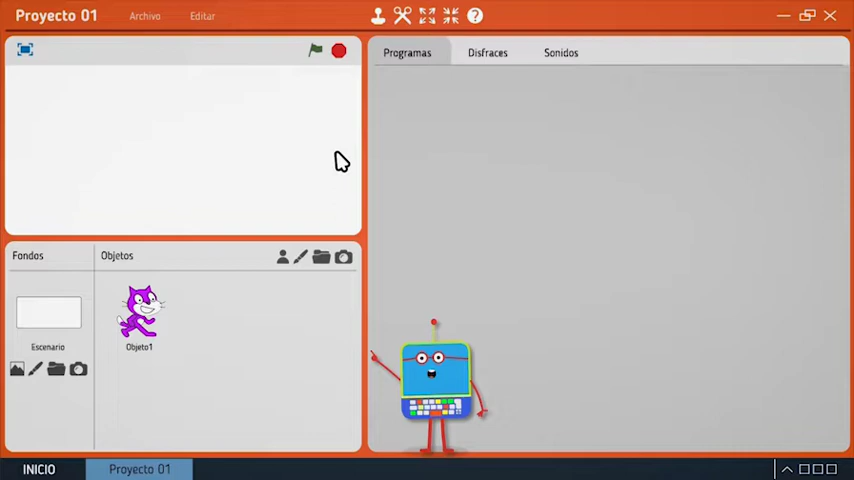 Proyecto 01 Archivo Editar ?
Programas Disfraces Sonidos
Fondos Objetos
Escenario Objeto1
INICIO Proyecto 01